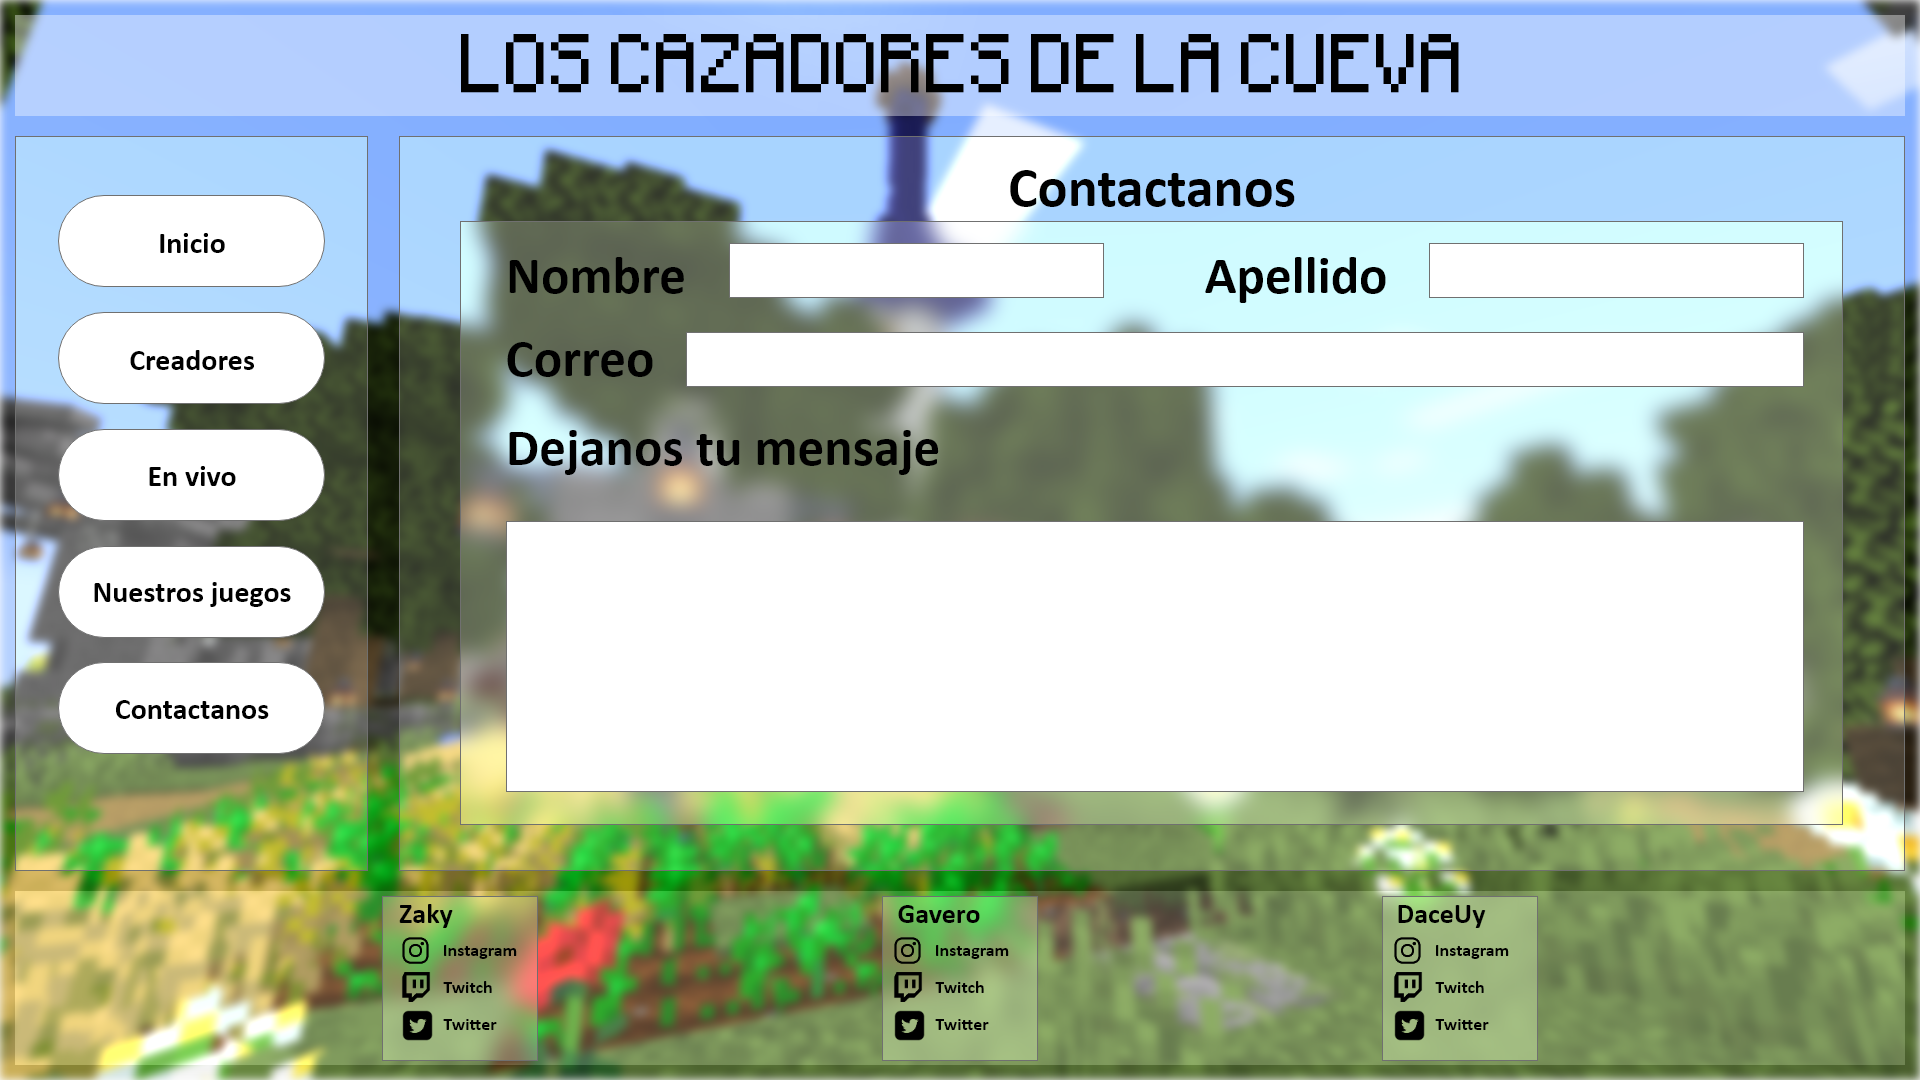 LOS CAZADORES DE LA CUEVA
Inicio
Creadores
En vivo
Nuestros juegos
Contactanos
Contactanos
Nombre
Apellido
Correo
Dejanos tu mensaje
Zaky
Instagram
Twitch
Twitter
Gavero
Instagram
Twitch
Twitter
DaceUy
Instagram
Twitch
Twitter